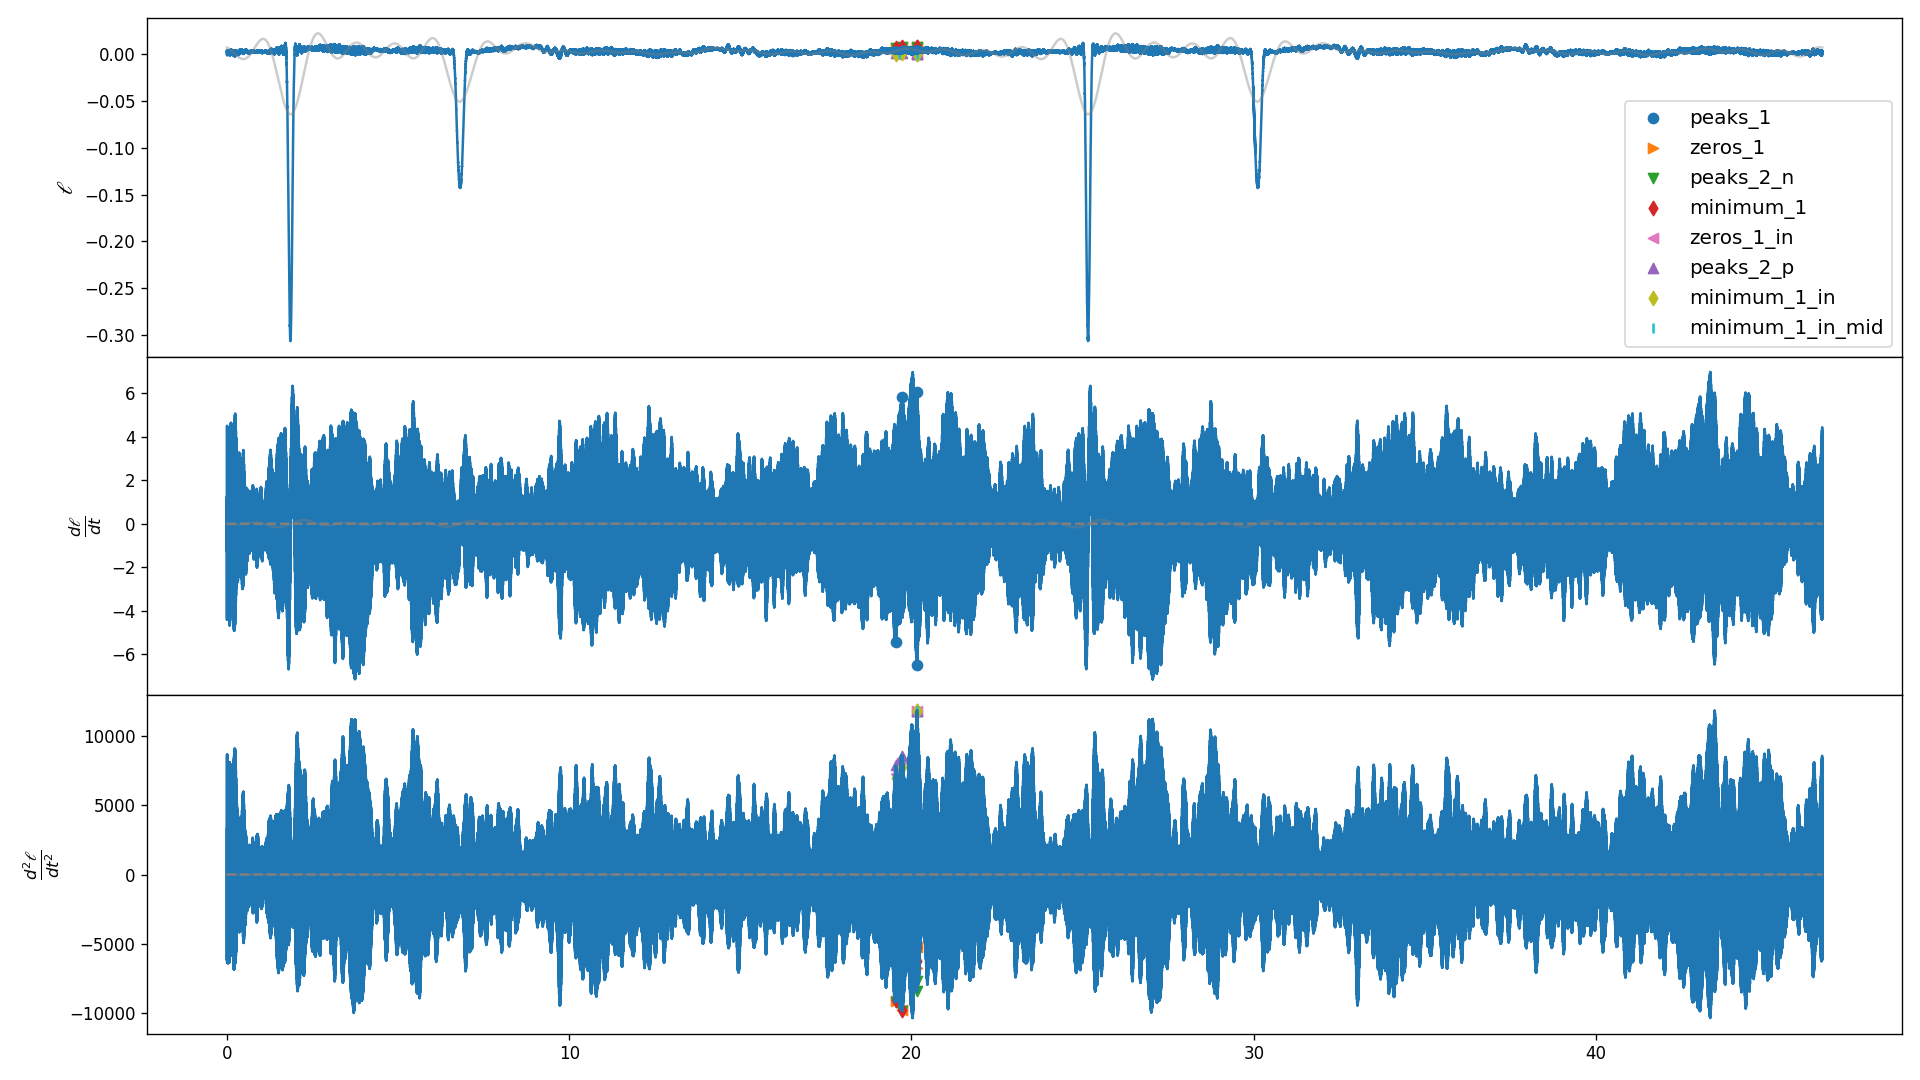 0.00
−0.05
−0.10
−0.15
−0.20
−0.25
−0.30
ℓ
peaks_1
zeros_1
peaks_2_n
minimum_1
zeros_1_in
peaks_2_p
minimum_1_in
minimum_1_in_mid
6
4
2
0
−2
−4
−6
dℓ
dt
10000
5000
0
−5000
−10000
d²ℓ
dt²
0 10 20 30 40